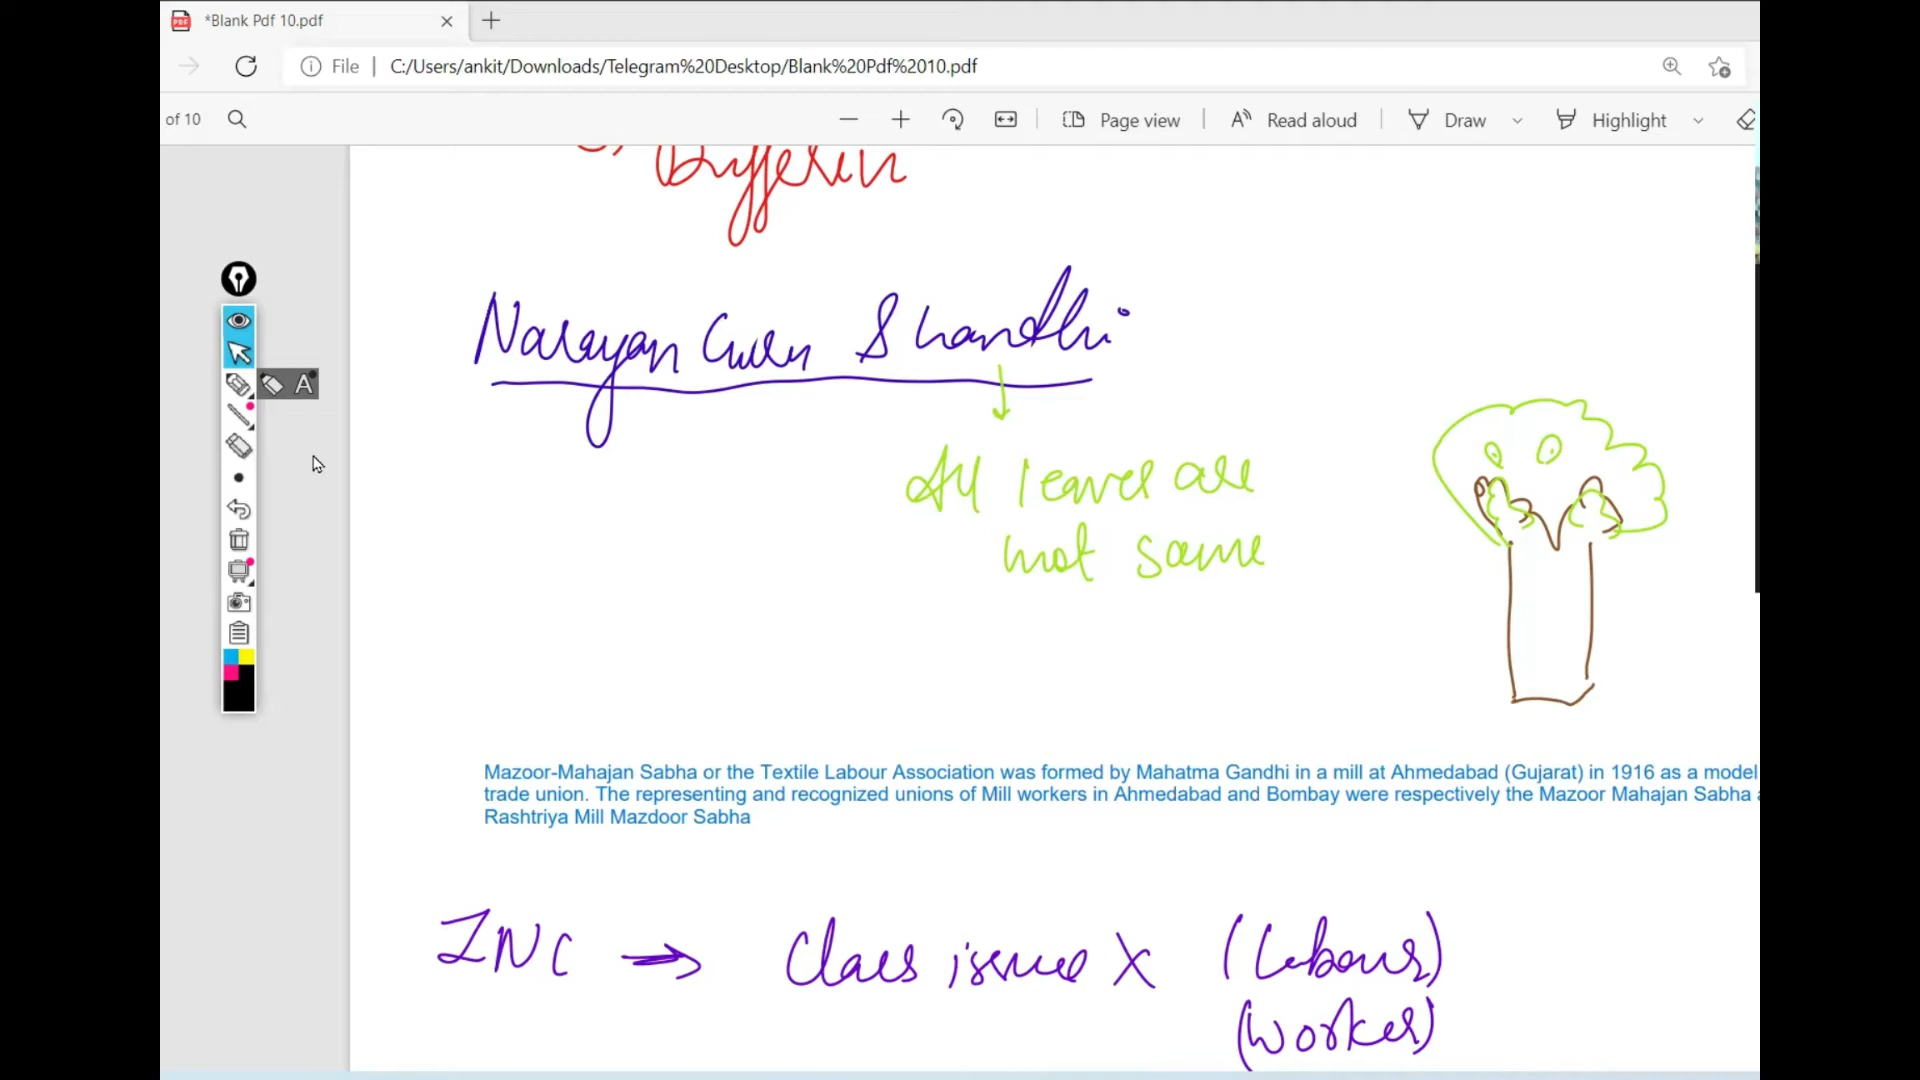 *Blank Pdf 10.pdf
File | C:/Users/ankit/Downloads/Telegram%20Desktop/Blank%20Pdf%2010.pdf
of 10 Page view Read aloud Draw Highlight
Dufferin
Narayan Guru Shandhi
A
All leaves are
not same
Mazoor-Mahajan Sabha or the Textile Labour Association was formed by Mahatma Gandhi in a mill at Ahmedabad (Gujarat) in 1916 as a model
trade union. The representing and recognized unions of Mill workers in Ahmedabad and Bombay were respectively the Mazoor Mahajan Sabha
Rashtriya Mill Mazdoor Sabha
INC → Class issue X (Labour)
(Worker)